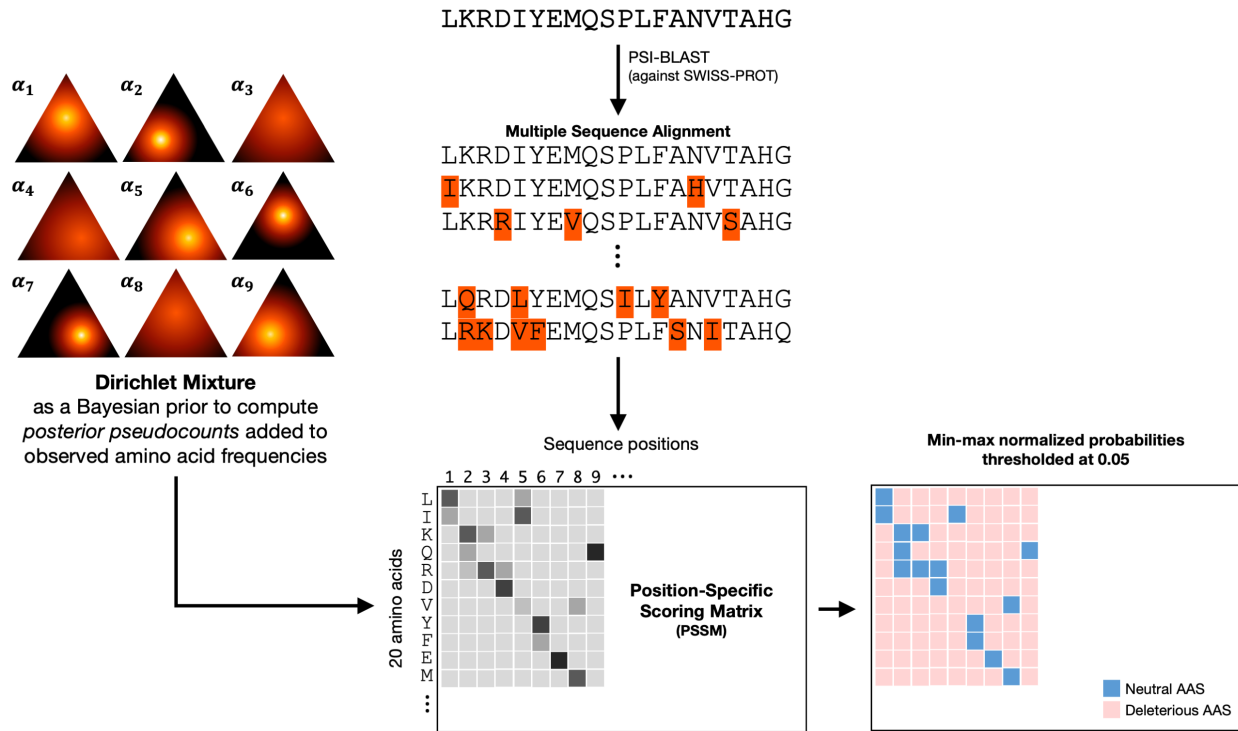 LKRDIYEMQSPLFANVTAHG
PSI-BLAST
(against SWISS-PROT)
α1
α2
α3
α4
α5
α6
α7
α8
α9
Dirichlet Mixture
as a Bayesian prior to compute
posterior pseudocounts added to
observed amino acid frequencies
Multiple Sequence Alignment
LKRDIYEMQSPLFANVTAHG
IKRDIYEMQSPLFAHVTAHG
LKRRIYEVQSPLFANVSAHG
⋮
LQRDLYEMQSILYANVTAHG
LRKDVFEMQSPLFSNITAHQ
Sequence positions
1 2 3 4 5 6 7 8 9 ...
20 amino acids
L
I
K
Q
R
D
V
Y
F
E
M
⋮
Position-Specific
Scoring Matrix
(PSSM)
Min-max normalized probabilities
thresholded at 0.05
Neutral AAS
Deleterious AAS